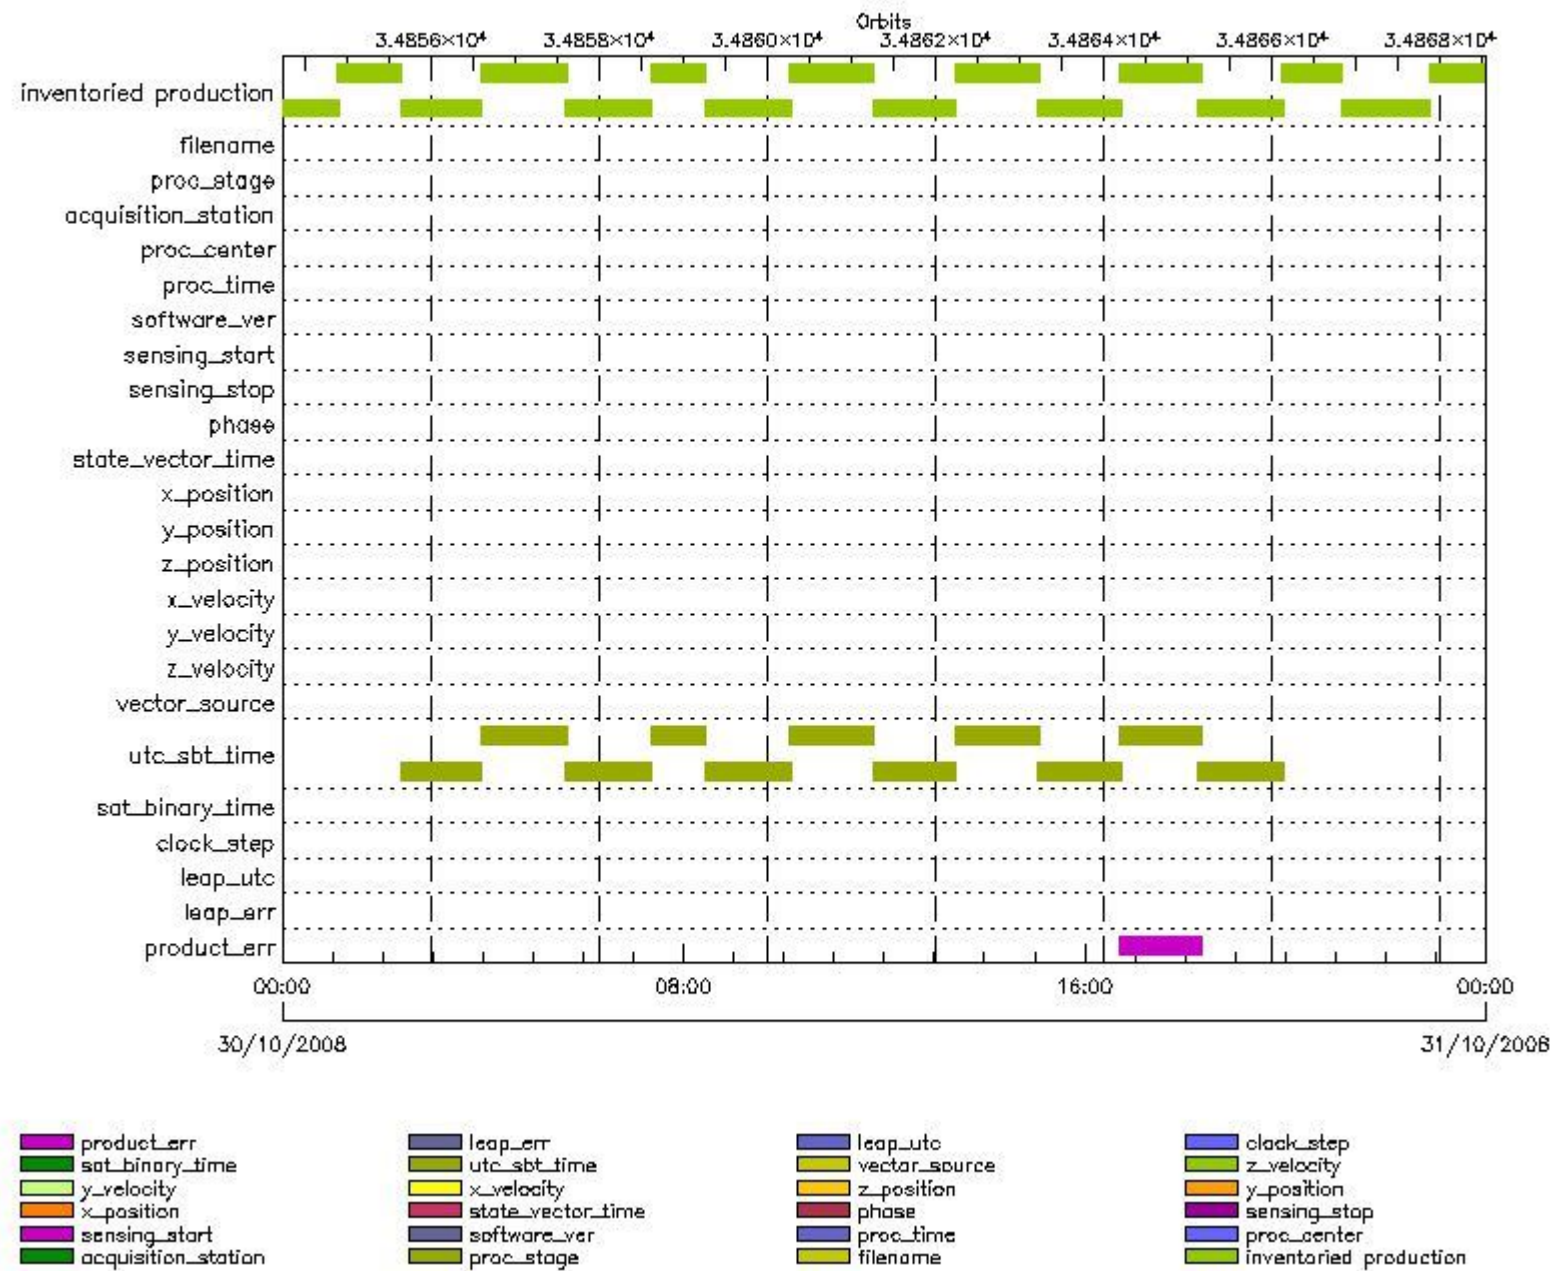 Orbits
3.4856×10⁴ 3.4858×10⁴ 3.4860×10⁴ 3.4862×10⁴ 3.4864×10⁴ 3.4866×10⁴ 3.4868×10⁴
inventoried production
filename
proc_stage
acquisition_station
proc_center
proc_time
software_ver
sensing_start
sensing_stop
phase
state_vector_time
x_position
y_position
z_position
x_velocity
y_velocity
z_velocity
vector_source
utc_sbt_time
sat_binary_time
clock_step
leap_utc
leap_err
product_err
00:00 08:00 16:00 00:00
30/10/2008 31/10/2008
product_err leap_err leap_utc clock_step
sat_binary_time utc_sbt_time vector_source z_velocity
y_velocity x_velocity z_position y_position
x_position state_vector_time phase sensing_stop
sensing_start software_ver proc_time proc_center
acquisition_station proc_stage filename inventoried production